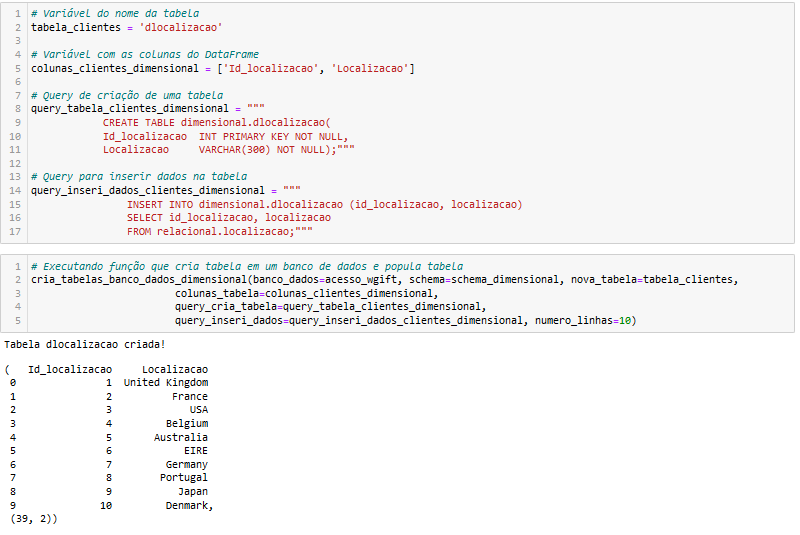 1 # Variável do nome da tabela
2 tabela_clientes = 'dlocalizacao'
3
4 # Variável com as colunas do DataFrame
5 colunas_clientes_dimensional = ['Id_localizacao', 'Localizacao']
6
7 # Query de criação de uma tabela
8 query_tabela_clientes_dimensional = """
9 CREATE TABLE dimensional.dlocalizacao(
10 Id_localizacao  INT PRIMARY KEY NOT NULL,
11 Localizacao     VARCHAR(300) NOT NULL);"""
12
13 # Query para inserir dados na tabela
14 query_inseri_dados_clientes_dimensional = """
15 INSERT INTO dimensional.dlocalizacao (id_localizacao, localizacao)
16 SELECT id_localizacao, localizacao
17 FROM relacional.localizacao;"""
1 # Executando função que cria tabela em um banco de dados e popula tabela
2 cria_tabelas_banco_dados_dimensional(banco_dados=acesso_wgift, schema=schema_dimensional, nova_tabela=tabela_clientes,
3 colunas_tabela=colunas_clientes_dimensional,
4 query_cria_tabela=query_tabela_clientes_dimensional,
5 query_inseri_dados=query_inseri_dados_clientes_dimensional, numero_linhas=10)
Tabela dlocalizacao criada!
(   Id_localizacao     Localizacao
0               1  United Kingdom
1               2          France
2               3             USA
3               4         Belgium
4               5       Australia
5               6            EIRE
6               7         Germany
7               8        Portugal
8               9           Japan
9              10         Denmark,
(39, 2))